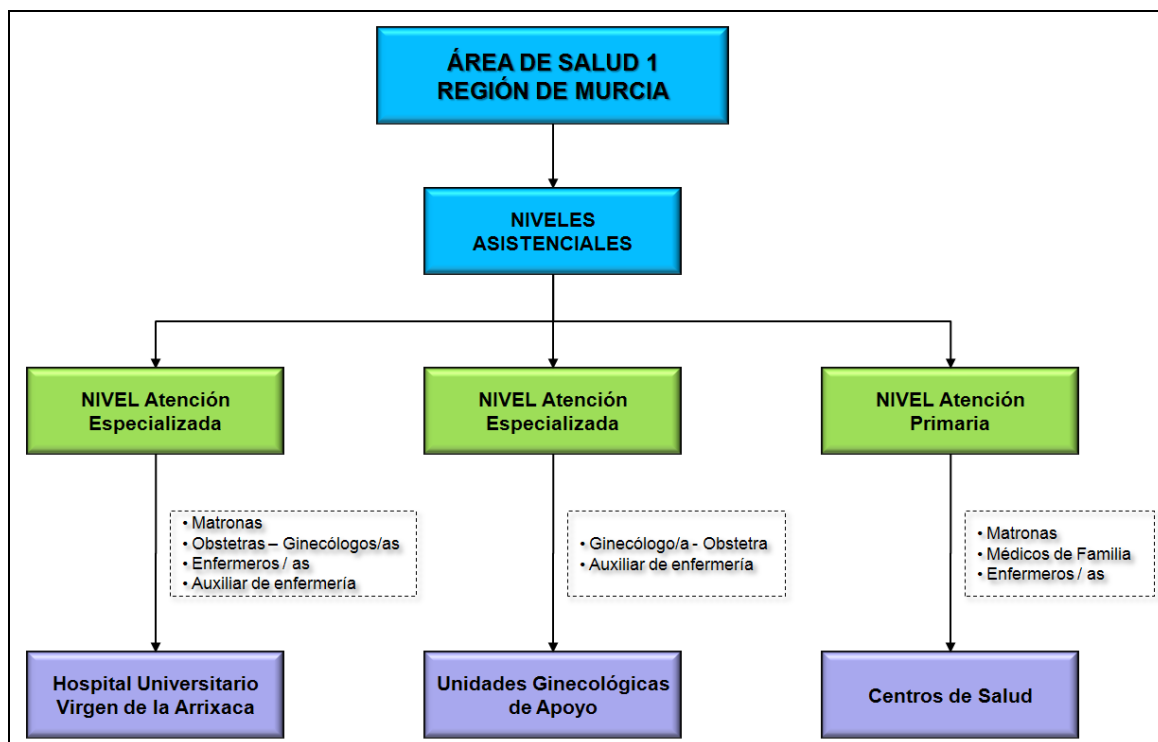 ÁREA DE SALUD 1
REGIÓN DE MURCIA
NIVELES
ASISTENCIALES
NIVEL Atención
Especializada
NIVEL Atención
Especializada
NIVEL Atención
Primaria
• Matronas
• Obstetras – Ginecólogos/as
• Enfermeros / as
• Auxiliar de enfermería
• Ginecólogo/a - Obstetra
• Auxiliar de enfermería
• Matronas
• Médicos de Familia
• Enfermeros / as
Hospital Universitario
Virgen de la Arrixaca
Unidades Ginecológicas
de Apoyo
Centros de Salud